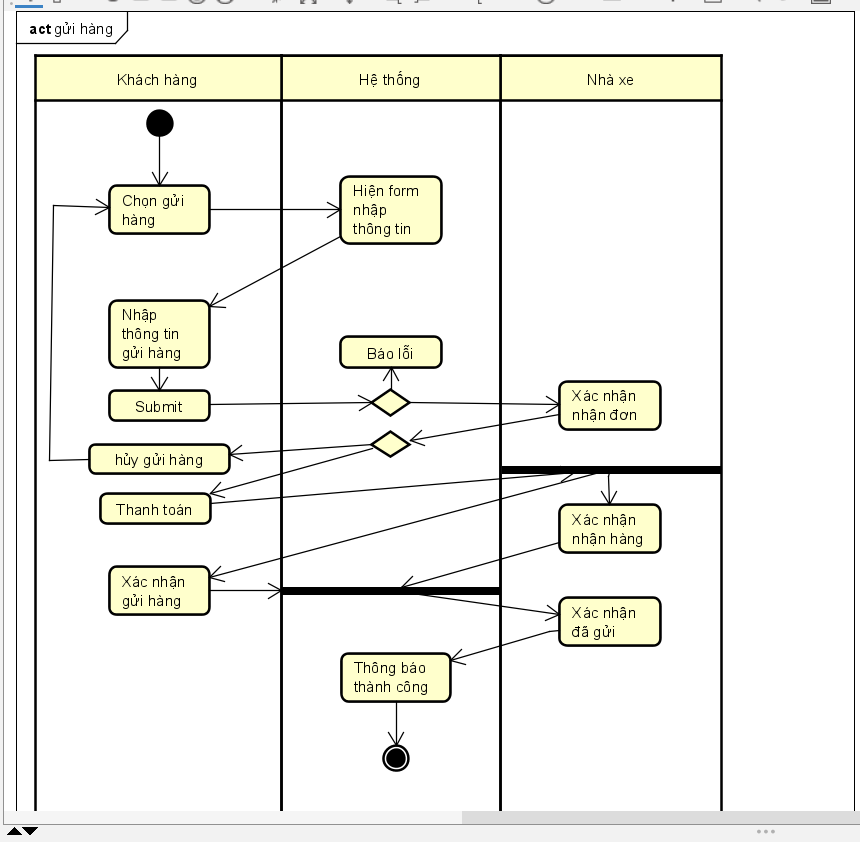 act gửi hàng
Khách hàng
Hệ thống
Nhà xe
Chọn gửi
hàng
Hiện form
nhập
thông tin
Nhập
thông tin
gửi hàng
Báo lỗi
Submit
Xác nhận
nhận đơn
hủy gửi hàng
Thanh toán
Xác nhận
nhận hàng
Xác nhận
gửi hàng
Xác nhận
đã gửi
Thông báo
thành công